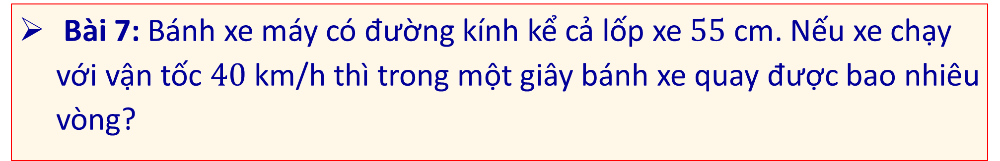 ➢ Bài 7: Bánh xe máy có đường kính kể cả lốp xe 55 cm. Nếu xe chạy
với vận tốc 40 km/h thì trong một giây bánh xe quay được bao nhiêu
vòng?